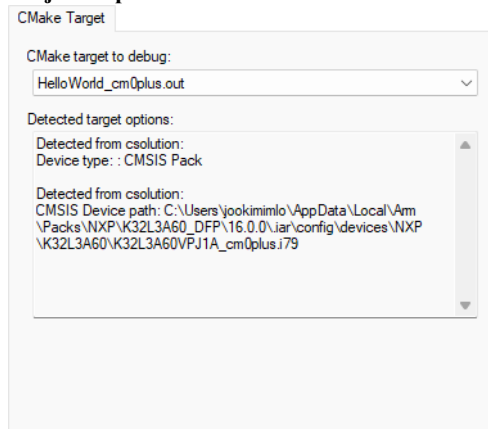 CMake Target
CMake target to debug:
HelloWorld_cm0plus.out
Detected target options:
Detected from csolution:
Device type: : CMSIS Pack
Detected from csolution:
CMSIS Device path: C:\Users\jookimimlo\AppData\Local\Arm
\Packs\NXP\K32L3A60_DFP\16.0.0\.iar\config\devices\NXP
\K32L3A60\K32L3A60VPJ1A_cm0plus.i79